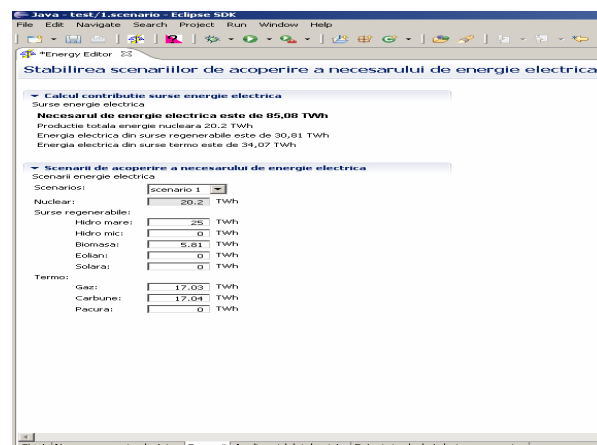 Java - test/1.scenario - Eclipse SDK
File Edit Navigate Search Project Run Window Help
*Energy Editor
Stabilirea scenariilor de acoperire a necesarului de energie electrica
Calcul contributie surse energie electrica
Surse energie electrica
Necesarul de energie electrica este de 85,08 TWh
Productie totala energie nucleara 20.2 TWh
Energia electrica din surse regenerabile este de 30,81 TWh
Energia electrica din surse termo este de 34,07 TWh
Scenarii de acoperire a necesarului de energie electrica
Scenarii energie electrica
Scenarios: scenario 1
Nuclear: 20.2 TWh
Surse regenerabile:
Hidro mare: 25 TWh
Hidro mic: 0 TWh
Biomasa: 5.81 TWh
Eolian: 0 TWh
Solara: 0 TWh
Termo:
Gaz: 17.03 TWh
Carbune: 17.04 TWh
Pacura: 0 TWh